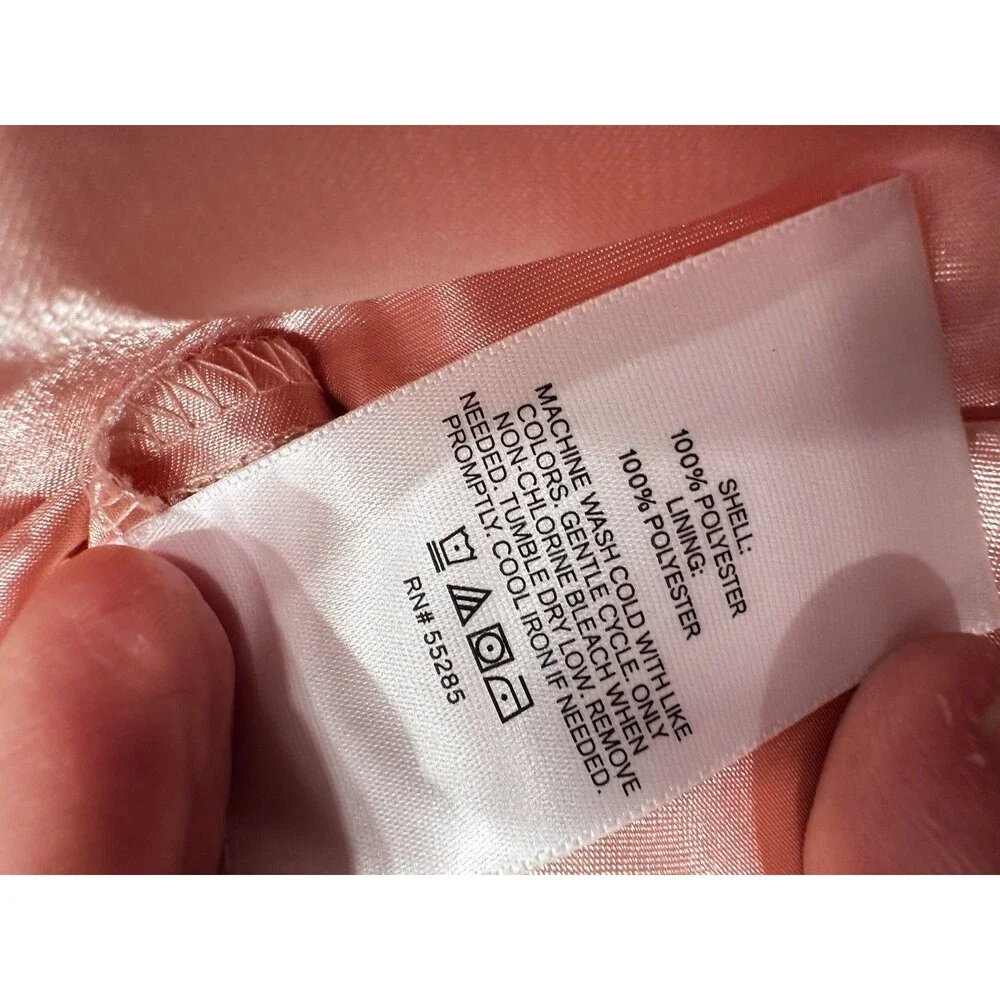 SHELL:
100% POLYESTER
LINING:
100% POLYESTER
MACHINE WASH COLD WITH LIKE
COLORS. GENTLE CYCLE. ONLY
NON-CHLORINE BLEACH WHEN
NEEDED. TUMBLE DRY LOW. REMOVE
PROMPTLY. COOL IRON IF NEEDED.
RN# 55285